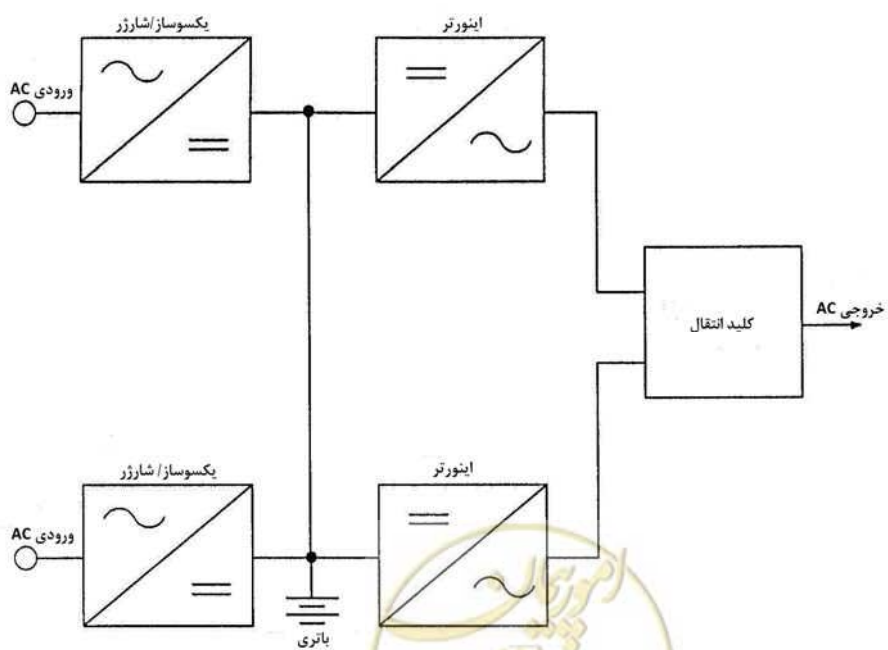 یکسوساز/شارژر
اینورتر
ورودی AC
کلید انتقال
خروجی AC
یکسوساز/ شارژر
اینورتر
ورودی AC
باتری